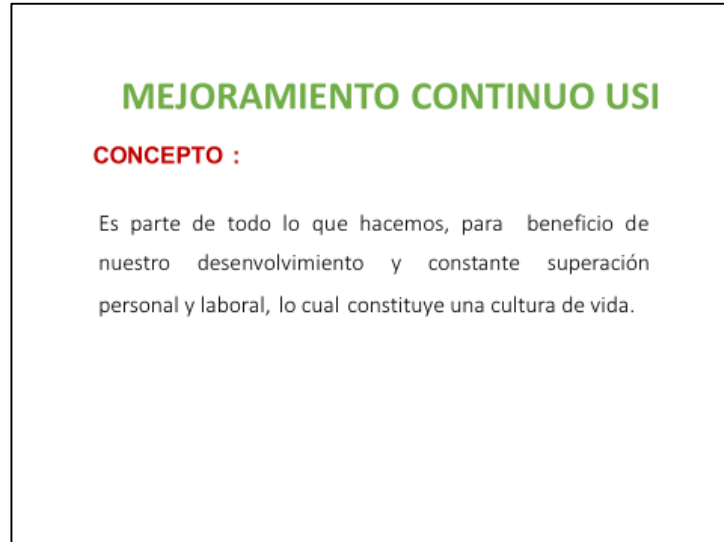 MEJORAMIENTO CONTINUO USI
CONCEPTO :
Es parte de todo lo que hacemos, para beneficio de
nuestro desenvolvimiento y constante superación
personal y laboral, lo cual constituye una cultura de vida.